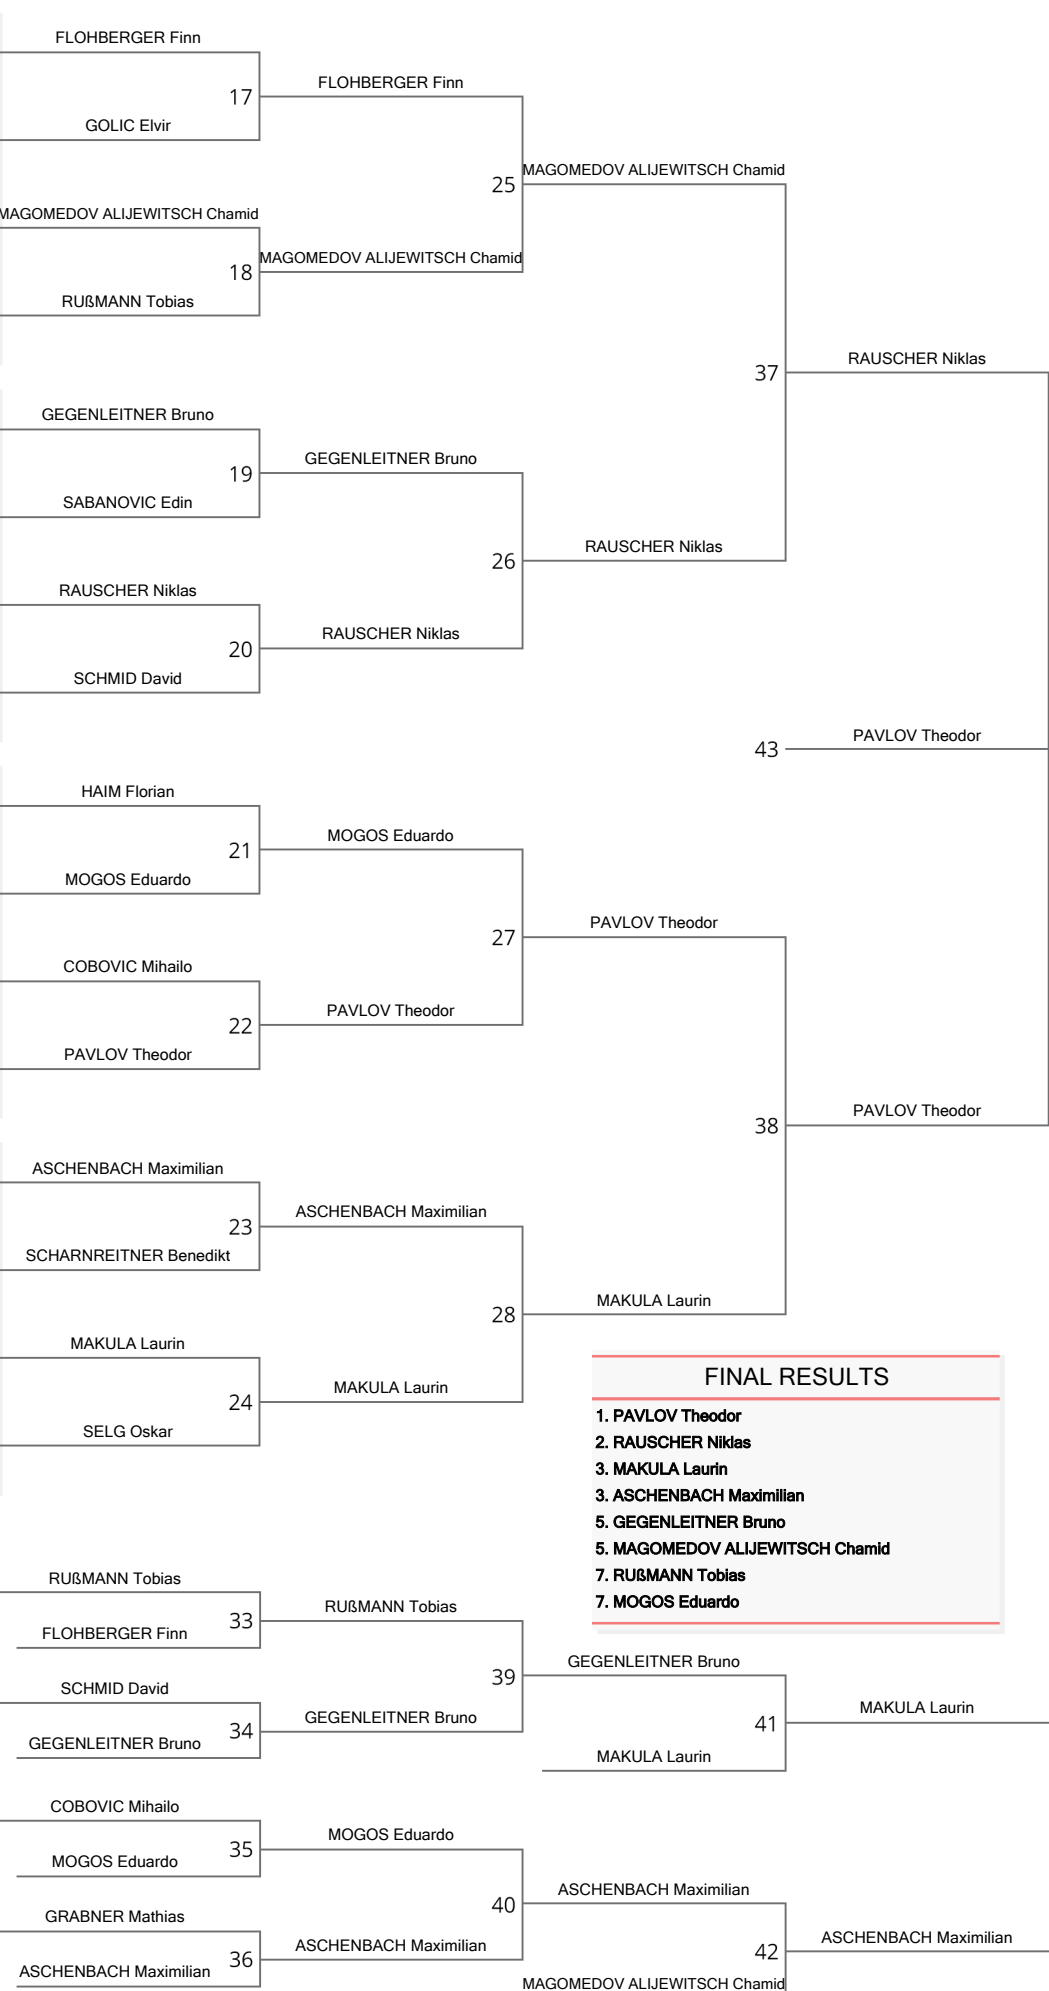 FLOHBERGER Finn
FLOHBERGER Finn
17
GOLIC Elvir
MAGOMEDOV ALIJEWITSCH Chamid
25
MAGOMEDOV ALIJEWITSCH Chamid
MAGOMEDOV ALIJEWITSCH Chamid
18
RUßMANN Tobias
RAUSCHER Niklas
37
GEGENLEITNER Bruno
GEGENLEITNER Bruno
19
SABANOVIC Edin
RAUSCHER Niklas
26
RAUSCHER Niklas
RAUSCHER Niklas
20
SCHMID David
PAVLOV Theodor
43
HAIM Florian
MOGOS Eduardo
21
MOGOS Eduardo
PAVLOV Theodor
27
COBOVIC Mihailo
PAVLOV Theodor
22
PAVLOV Theodor
PAVLOV Theodor
38
ASCHENBACH Maximilian
ASCHENBACH Maximilian
23
SCHARNREITNER Benedikt
MAKULA Laurin
28
MAKULA Laurin
MAKULA Laurin
24
SELG Oskar
FINAL RESULTS
1. PAVLOV Theodor
2. RAUSCHER Niklas
3. MAKULA Laurin
3. ASCHENBACH Maximilian
5. GEGENLEITNER Bruno
5. MAGOMEDOV ALIJEWITSCH Chamid
7. RUßMANN Tobias
7. MOGOS Eduardo
RUßMANN Tobias
RUßMANN Tobias
33
FLOHBERGER Finn
GEGENLEITNER Bruno
39
SCHMID David
MAKULA Laurin
GEGENLEITNER Bruno
41
34
GEGENLEITNER Bruno
MAKULA Laurin
COBOVIC Mihailo
MOGOS Eduardo
35
MOGOS Eduardo
ASCHENBACH Maximilian
40
GRABNER Mathias
ASCHENBACH Maximilian
ASCHENBACH Maximilian
42
36
ASCHENBACH Maximilian
MAGOMEDOV ALIJEWITSCH Chamid